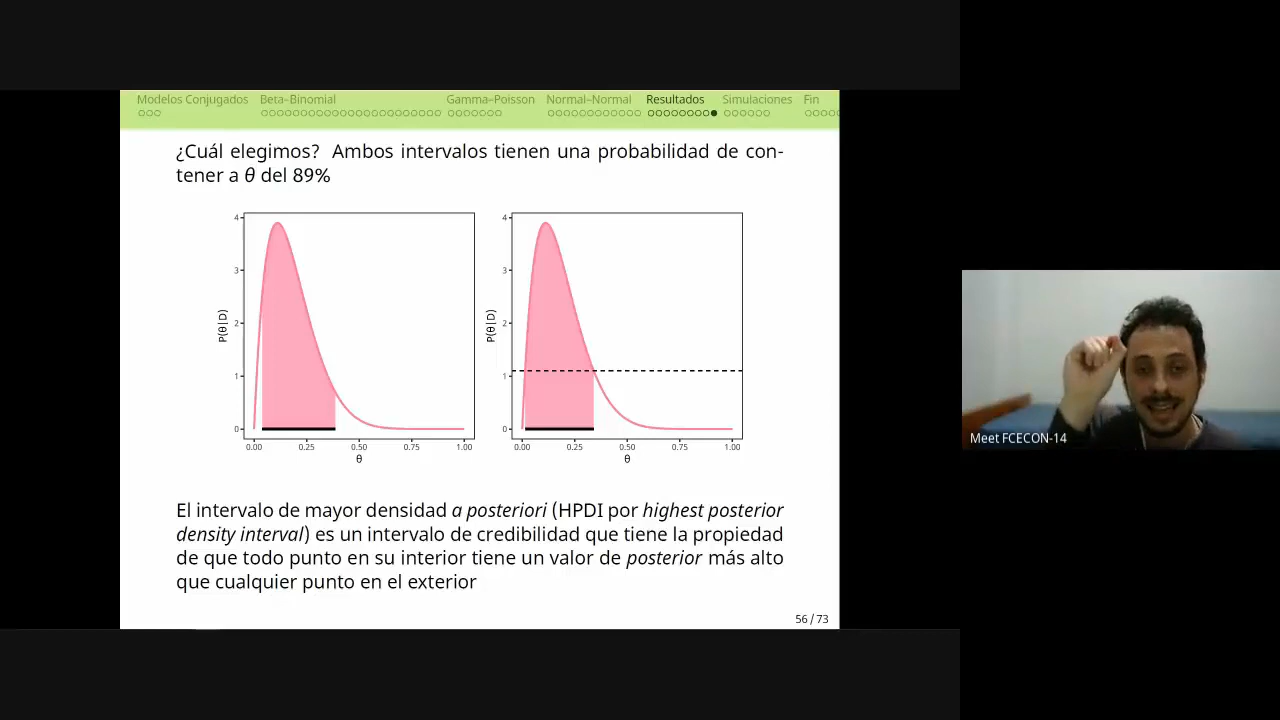 Modelos Conjugados Beta–Binomial Gamma–Poisson Normal–Normal Resultados Simulaciones Fin
¿Cuál elegimos? Ambos intervalos tienen una probabilidad de con-
tener a θ del 89%
4
3
2
1
0
P(θ|D)
0.00 0.25 0.50 0.75 1.00
θ
4
3
2
1
0
P(θ|D)
0.00 0.25 0.50 0.75 1.00
θ
El intervalo de mayor densidad a posteriori (HPDI por highest posterior
density interval) es un intervalo de credibilidad que tiene la propiedad
de que todo punto en su interior tiene un valor de posterior más alto
que cualquier punto en el exterior
56 / 73
Meet FCECON-14